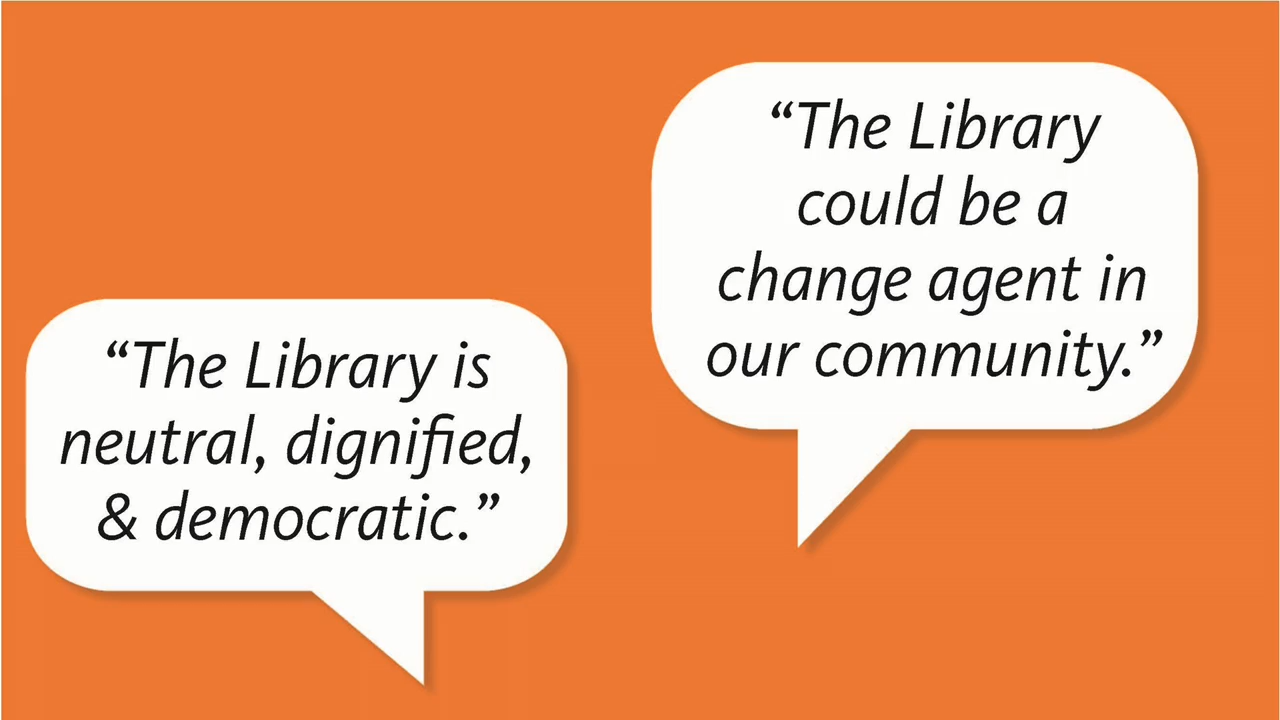 “The Library is
neutral, dignified,
& democratic.”
“The Library
could be a
change agent in
our community.”